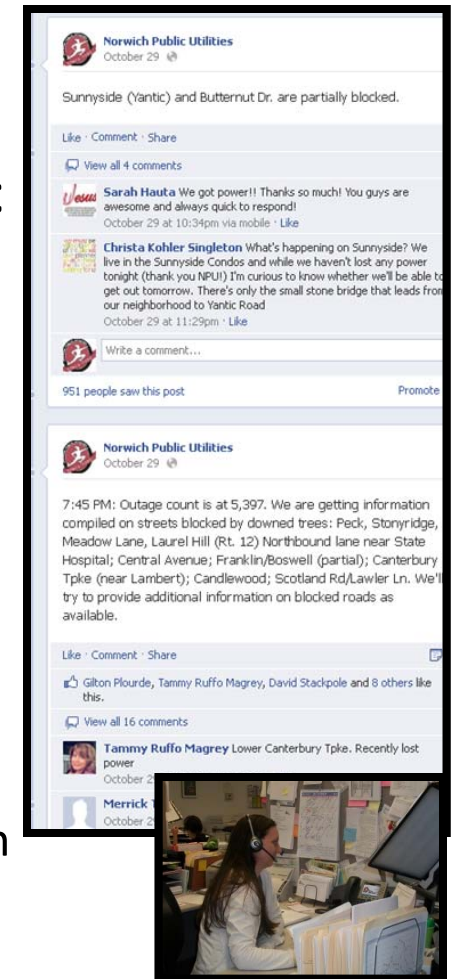 Norwich Public Utilities
October 29
Sunnyside (Yantic) and Butternut Dr. are partially blocked.
Like · Comment · Share
View all 4 comments
Sarah Hauta We got power!! Thanks so much! You guys are
awesome and always quick to respond!
October 29 at 10:34pm via mobile · Like
Christa Kohler Singleton What's happening on Sunnyside? We
live in the Sunnyside Condos and while we haven't lost any power
tonight (thank you NPU!) I'm curious to know whether we'll be able to
get out tomorrow. There's only the small stone bridge that leads from
our neighborhood to Yantic Road
October 29 at 11:29pm · Like
Write a comment...
951 people saw this post Promote
Norwich Public Utilities
October 29
7:45 PM: Outage count is at 5,397. We are getting information
compiled on streets blocked by downed trees: Peck, Stonyridge,
Meadow Lane, Laurel Hill (Rt. 12) Northbound lane near State
Hospital; Central Avenue; Franklin/Boswell (partial); Canterbury
Tpke (near Lambert); Candlewood; Scotland Rd/Lawler Ln. We'll
try to provide additional information on blocked roads as
available.
Like · Comment · Share
Gilton Plourde, Tammy Ruffo Magrey, David Stackpole and 8 others like
this.
View all 16 comments
Tammy Ruffo Magrey Lower Canterbury Tpke. Recently lost
power
October 2
Merrick
October 2